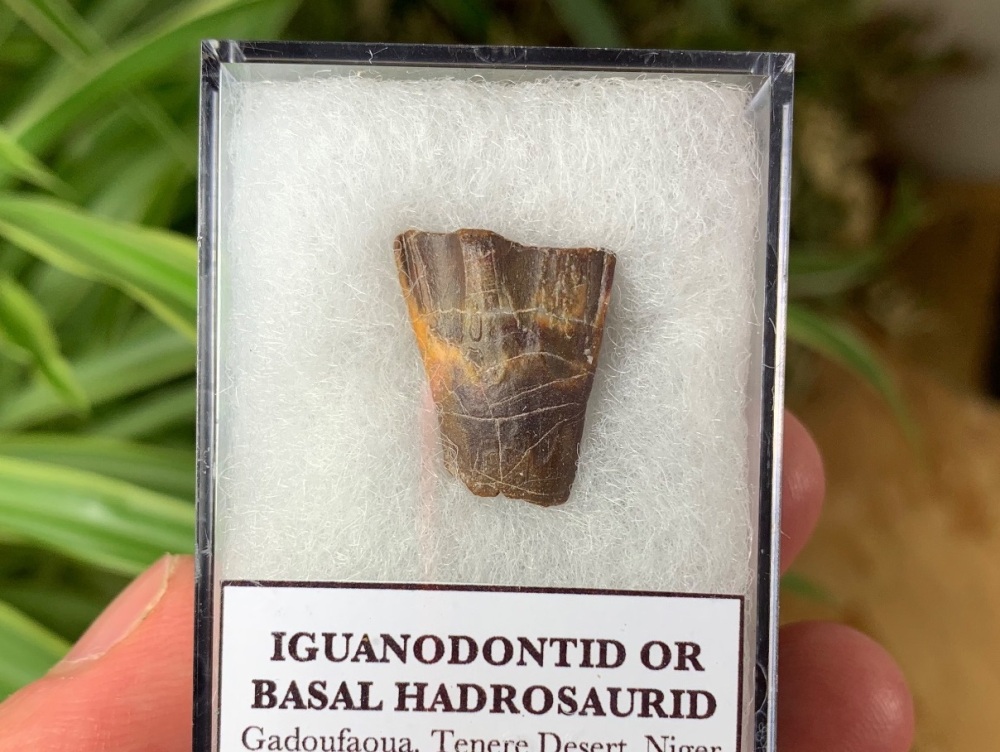 IGUANODONTID OR
BASAL HADROSAURID
Gadoufaoua, Tenere Desert, Niger